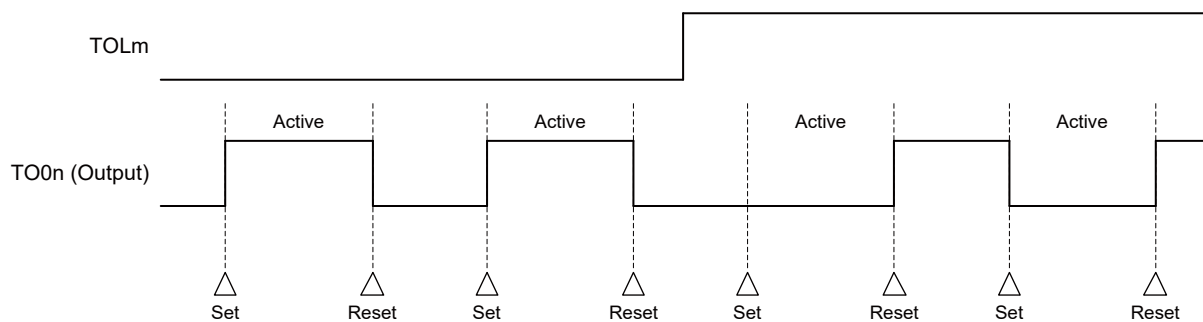 TOLm
Active Active Active Active
TO0n (Output)
Set Reset Set Reset Set Reset Set Reset